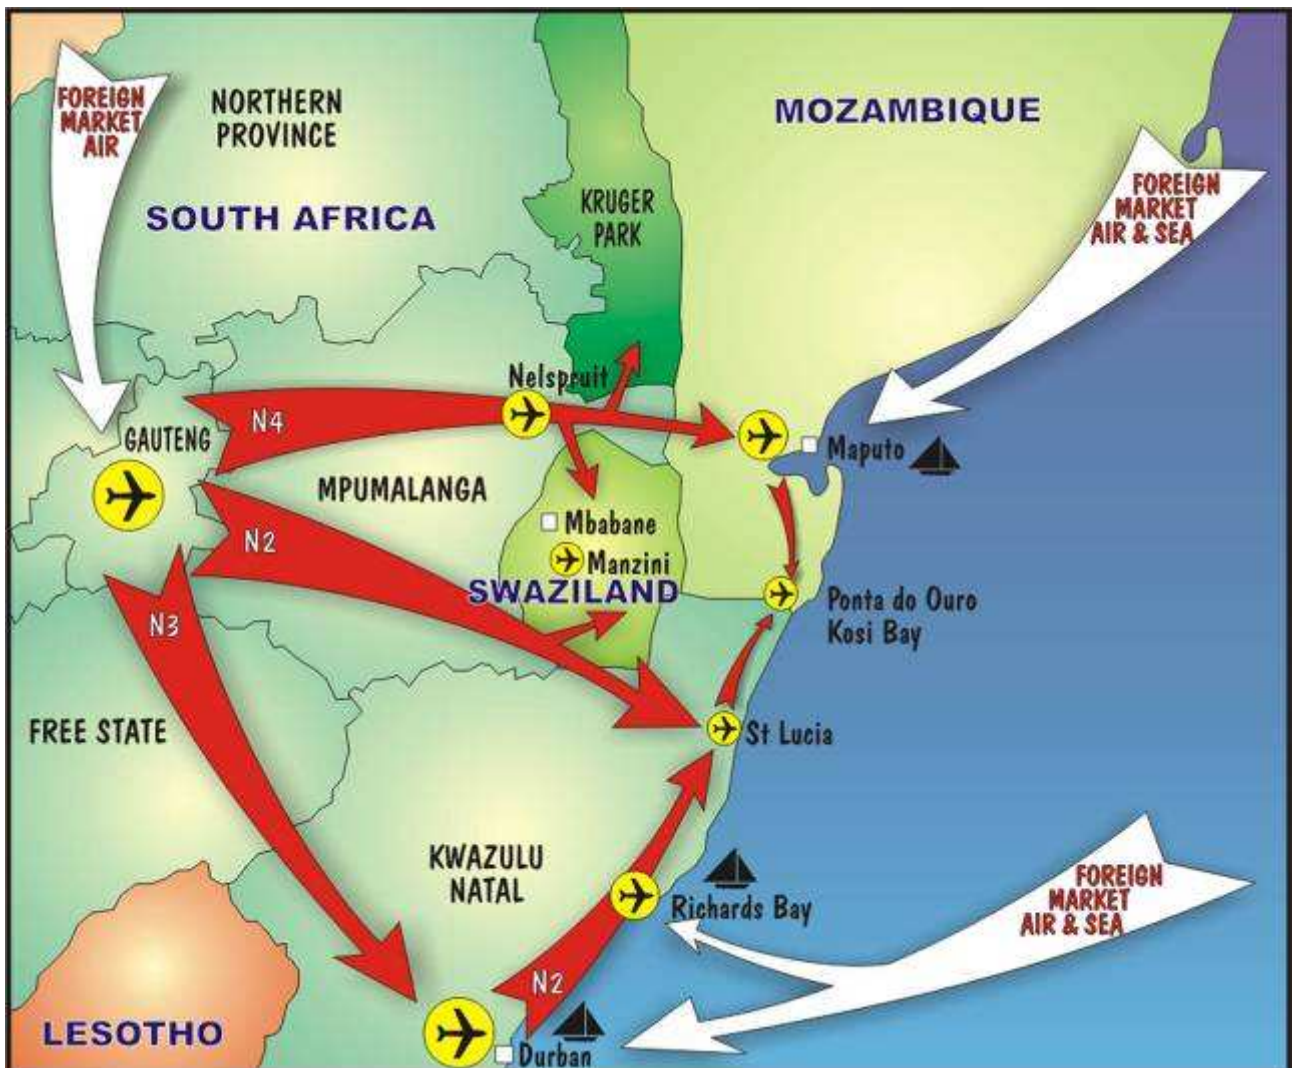 FOREIGN
MARKET
AIR
NORTHERN
PROVINCE
MOZAMBIQUE
SOUTH AFRICA
KRUGER
PARK
FOREIGN
MARKET
AIR & SEA
Nelspruit
N4
GAUTENG
Maputo
MPUMALANGA
N2
Mbabane
Manzini
SWAZILAND
Ponta do Ouro
Kosi Bay
N3
FREE STATE
St Lucia
KWAZULU
NATAL
Richards Bay
FOREIGN
MARKET
AIR & SEA
N2
LESOTHO
Durban